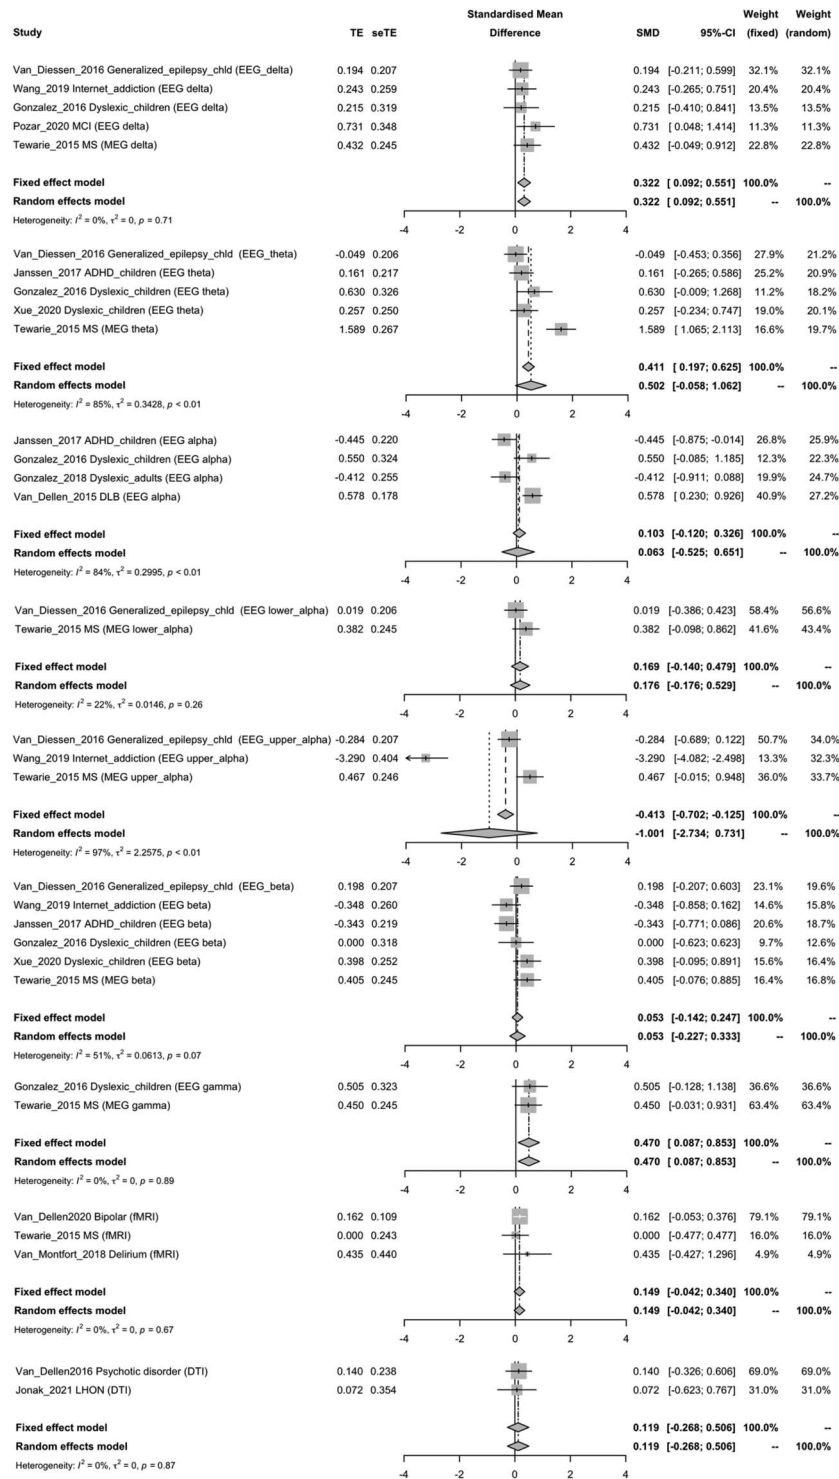 Standardised Mean Weight Weight
Study TE seTE Difference SMD 95%-CI (fixed) (random)
Van_Diessen_2016 Generalized_epilepsy_chld (EEG_delta) 0.194 0.207 0.194 [-0.211; 0.599] 32.1% 32.1%
Wang_2019 Internet_addiction (EEG delta) 0.243 0.259 0.243 [-0.265; 0.751] 20.4% 20.4%
Gonzalez_2016 Dyslexic_children (EEG delta) 0.215 0.319 0.215 [-0.410; 0.841] 13.5% 13.5%
Pozar_2020 MCI (EEG delta) 0.731 0.348 0.731 [ 0.048; 1.414] 11.3% 11.3%
Tewarie_2015 MS (MEG delta) 0.432 0.245 0.432 [-0.049; 0.912] 22.8% 22.8%
Fixed effect model 0.322 [ 0.092; 0.551] 100.0% --
Random effects model 0.322 [ 0.092; 0.551] -- 100.0%
Heterogeneity: I² = 0%, τ² = 0, p = 0.71
-4 -2 0 2 4
Van_Diessen_2016 Generalized_epilepsy_chld (EEG_theta) -0.049 0.206 -0.049 [-0.453; 0.356] 27.9% 21.2%
Janssen_2017 ADHD_children (EEG theta) 0.161 0.217 0.161 [-0.265; 0.586] 25.2% 20.9%
Gonzalez_2016 Dyslexic_children (EEG theta) 0.630 0.326 0.630 [-0.009; 1.268] 11.2% 18.2%
Xue_2020 Dyslexic_children (EEG theta) 0.257 0.250 0.257 [-0.234; 0.747] 19.0% 20.1%
Tewarie_2015 MS (MEG theta) 1.589 0.267 1.589 [ 1.065; 2.113] 16.6% 19.7%
Fixed effect model 0.411 [ 0.197; 0.625] 100.0% --
Random effects model 0.502 [-0.058; 1.062] -- 100.0%
Heterogeneity: I² = 85%, τ² = 0.3428, p < 0.01
-4 -2 0 2 4
Janssen_2017 ADHD_children (EEG alpha) -0.445 0.220 -0.445 [-0.875; -0.014] 26.8% 25.9%
Gonzalez_2016 Dyslexic_children (EEG alpha) 0.550 0.324 0.550 [-0.085; 1.185] 12.3% 22.3%
Gonzalez_2018 Dyslexic_adults (EEG alpha) -0.412 0.255 -0.412 [-0.911; 0.088] 19.9% 24.7%
Van_Dellen_2015 DLB (EEG alpha) 0.578 0.178 0.578 [ 0.230; 0.926] 40.9% 27.2%
Fixed effect model 0.103 [-0.120; 0.326] 100.0% --
Random effects model 0.063 [-0.525; 0.651] -- 100.0%
Heterogeneity: I² = 84%, τ² = 0.2995, p < 0.01
-4 -2 0 2 4
Van_Diessen_2016 Generalized_epilepsy_chld (EEG lower_alpha) 0.019 0.206 0.019 [-0.386; 0.423] 58.4% 56.6%
Tewarie_2015 MS (MEG lower_alpha) 0.382 0.245 0.382 [-0.098; 0.862] 41.6% 43.4%
Fixed effect model 0.169 [-0.140; 0.479] 100.0% --
Random effects model 0.176 [-0.176; 0.529] -- 100.0%
Heterogeneity: I² = 22%, τ² = 0.0146, p = 0.26
-4 -2 0 2 4
Van_Diessen_2016 Generalized_epilepsy_chld (EEG_upper_alpha) -0.284 0.207 -0.284 [-0.689; 0.122] 50.7% 34.0%
Wang_2019 Internet_addiction (EEG upper_alpha) -3.290 0.404 -3.290 [-4.082; -2.498] 13.3% 32.3%
Tewarie_2015 MS (MEG upper_alpha) 0.467 0.246 0.467 [-0.015; 0.948] 36.0% 33.7%
Fixed effect model -0.413 [-0.702; -0.125] 100.0% --
Random effects model -1.001 [-2.734; 0.731] -- 100.0%
Heterogeneity: I² = 97%, τ² = 2.2575, p < 0.01
-4 -2 0 2 4
Van_Diessen_2016 Generalized_epilepsy_chld (EEG_beta) 0.198 0.207 0.198 [-0.207; 0.603] 23.1% 19.6%
Wang_2019 Internet_addiction (EEG beta) -0.348 0.260 -0.348 [-0.858; 0.162] 14.6% 15.8%
Janssen_2017 ADHD_children (EEG beta) -0.343 0.219 -0.343 [-0.771; 0.086] 20.6% 18.7%
Gonzalez_2016 Dyslexic_children (EEG beta) 0.000 0.318 0.000 [-0.623; 0.623] 9.7% 12.6%
Xue_2020 Dyslexic_children (EEG beta) 0.398 0.252 0.398 [-0.095; 0.891] 15.6% 16.4%
Tewarie_2015 MS (MEG beta) 0.405 0.245 0.405 [-0.076; 0.885] 16.4% 16.8%
Fixed effect model 0.053 [-0.142; 0.247] 100.0% --
Random effects model 0.053 [-0.227; 0.333] -- 100.0%
Heterogeneity: I² = 51%, τ² = 0.0613, p = 0.07
-4 -2 0 2 4
Gonzalez_2016 Dyslexic_children (EEG gamma) 0.505 0.323 0.505 [-0.128; 1.138] 36.6% 36.6%
Tewarie_2015 MS (MEG gamma) 0.450 0.245 0.450 [-0.031; 0.931] 63.4% 63.4%
Fixed effect model 0.470 [ 0.087; 0.853] 100.0% --
Random effects model 0.470 [ 0.087; 0.853] -- 100.0%
Heterogeneity: I² = 0%, τ² = 0, p = 0.89
-4 -2 0 2 4
Van_Dellen2020 Bipolar (fMRI) 0.162 0.109 0.162 [-0.053; 0.376] 79.1% 79.1%
Tewarie_2015 MS (fMRI) 0.000 0.243 0.000 [-0.477; 0.477] 16.0% 16.0%
Van_Montfort_2018 Delirium (fMRI) 0.435 0.440 0.435 [-0.427; 1.296] 4.9% 4.9%
Fixed effect model 0.149 [-0.042; 0.340] 100.0% --
Random effects model 0.149 [-0.042; 0.340] -- 100.0%
Heterogeneity: I² = 0%, τ² = 0, p = 0.67
-4 -2 0 2 4
Van_Dellen2016 Psychotic disorder (DTI) 0.140 0.238 0.140 [-0.326; 0.606] 69.0% 69.0%
Jonak_2021 LHON (DTI) 0.072 0.354 0.072 [-0.623; 0.767] 31.0% 31.0%
Fixed effect model 0.119 [-0.268; 0.506] 100.0% --
Random effects model 0.119 [-0.268; 0.506] -- 100.0%
Heterogeneity: I² = 0%, τ² = 0, p = 0.87
-4 -2 0 2 4